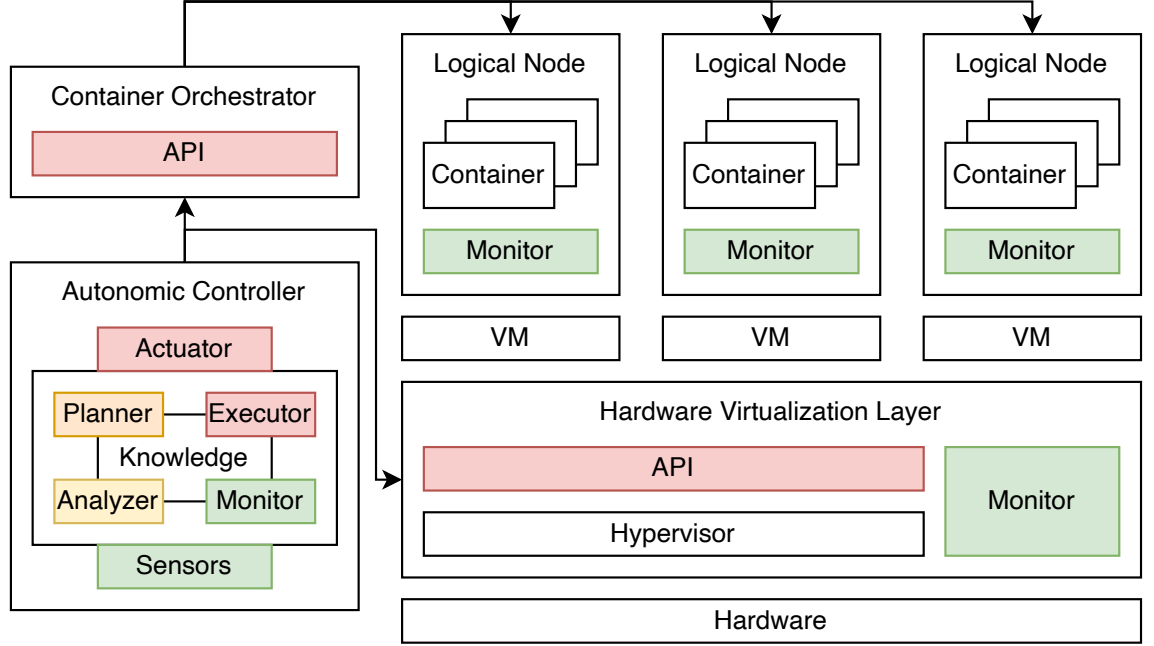 Container Orchestrator
API
Autonomic Controller
Actuator
Planner
Executor
Knowledge
Analyzer
Monitor
Sensors
Logical Node
Container
Monitor
VM
Logical Node
Container
Monitor
VM
Logical Node
Container
Monitor
VM
Hardware Virtualization Layer
API
Hypervisor
Monitor
Hardware